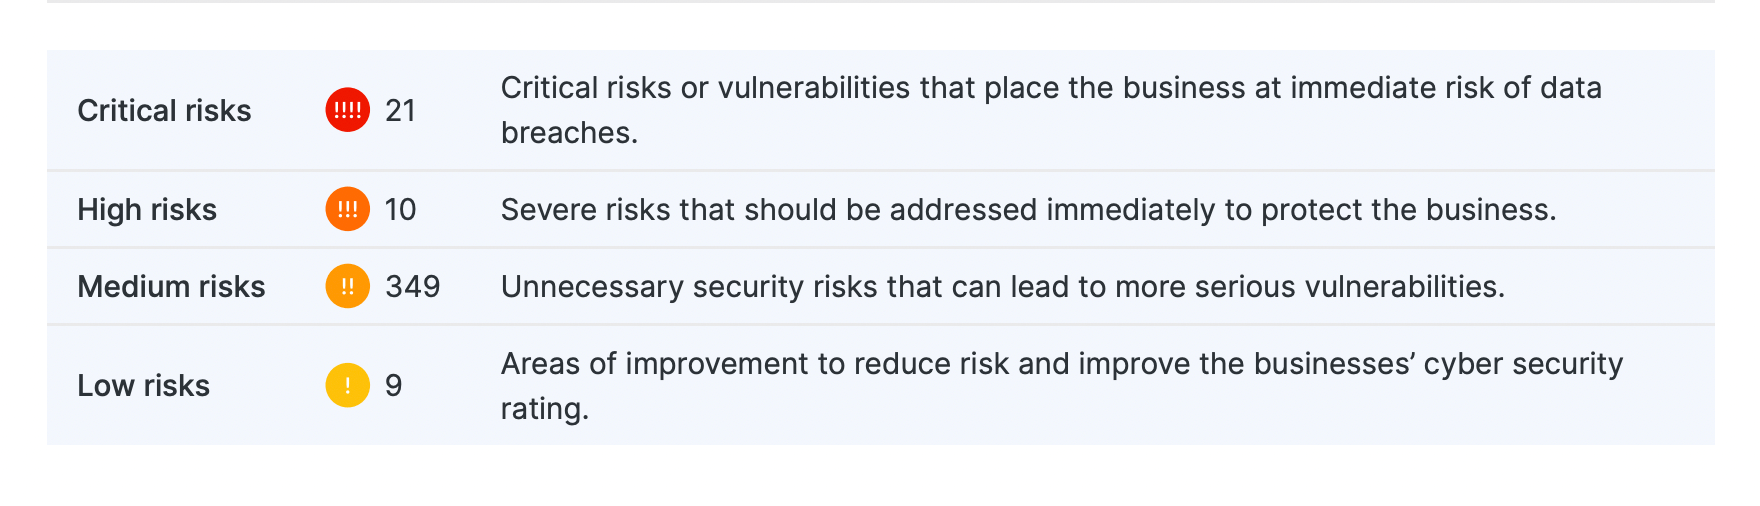 Critical risks !!!! 21 Critical risks or vulnerabilities that place the business at immediate risk of data
breaches.
High risks !!! 10 Severe risks that should be addressed immediately to protect the business.
Medium risks !! 349 Unnecessary security risks that can lead to more serious vulnerabilities.
Low risks ! 9 Areas of improvement to reduce risk and improve the businesses’ cyber security
rating.